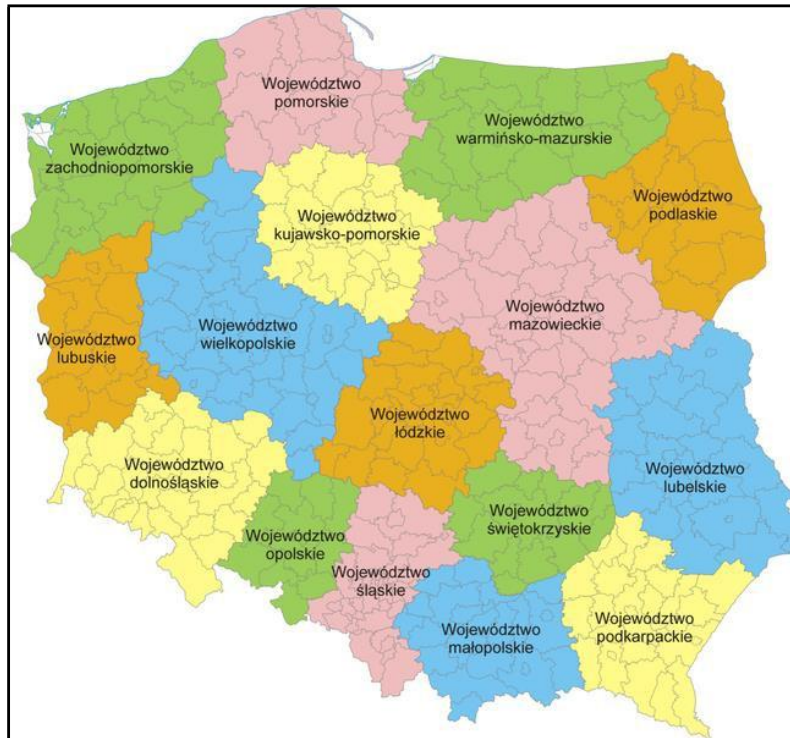 Województwo
pomorskie
Województwo
zachodniopomorskie
Województwo
warmińsko-mazurskie
Województwo
podlaskie
Województwo
kujawsko-pomorskie
Województwo
mazowieckie
Województwo
wielkopolskie
Województwo
lubuskie
Województwo
łódzkie
Województwo
dolnośląskie
Województwo
lubelskie
Województwo
świętokrzyskie
Województwo
opolskie
Województwo
śląskie
Województwo
małopolskie
Województwo
podkarpackie